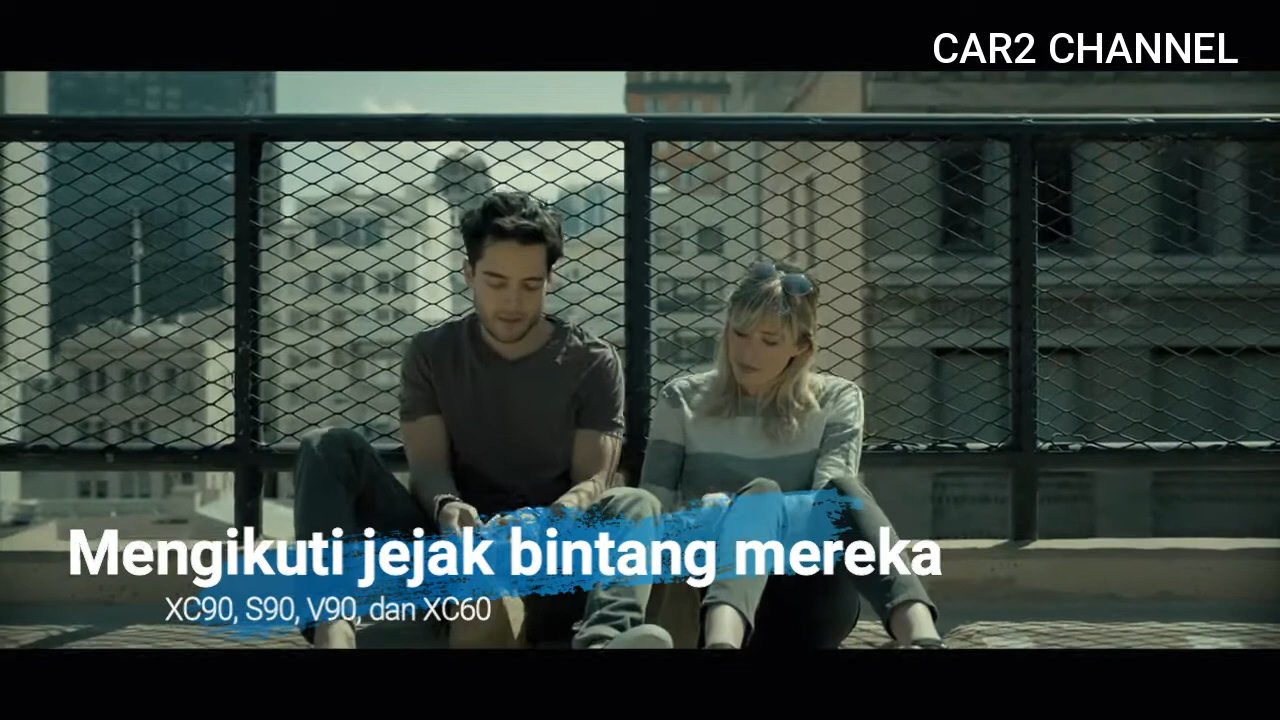 CAR2 CHANNEL
Mengikuti jejak bintang mereka
XC90, S90, V90, dan XC60